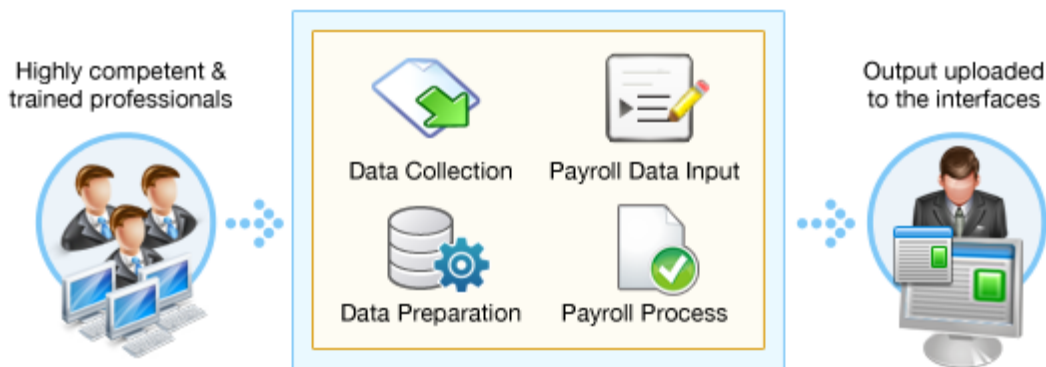 Highly competent &
trained professionals
Data Collection
Payroll Data Input
Data Preparation
Payroll Process
Output uploaded
to the interfaces